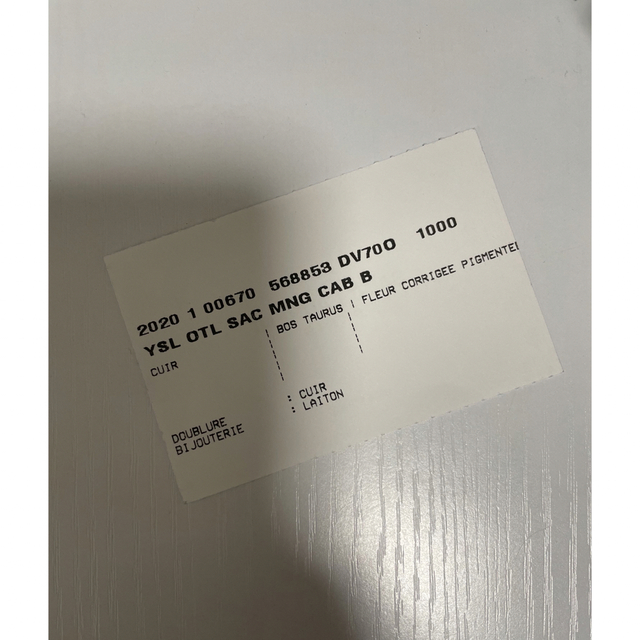 2020 1 00670 568853 DV70O 1000
YSL OTL SAC MNG CAB B
CUIR ¦ BOS TAURUS ¦ FLEUR CORRIGEE PIGMENTEE
DOUBLURE : CUIR
BIJOUTERIE : LAITON